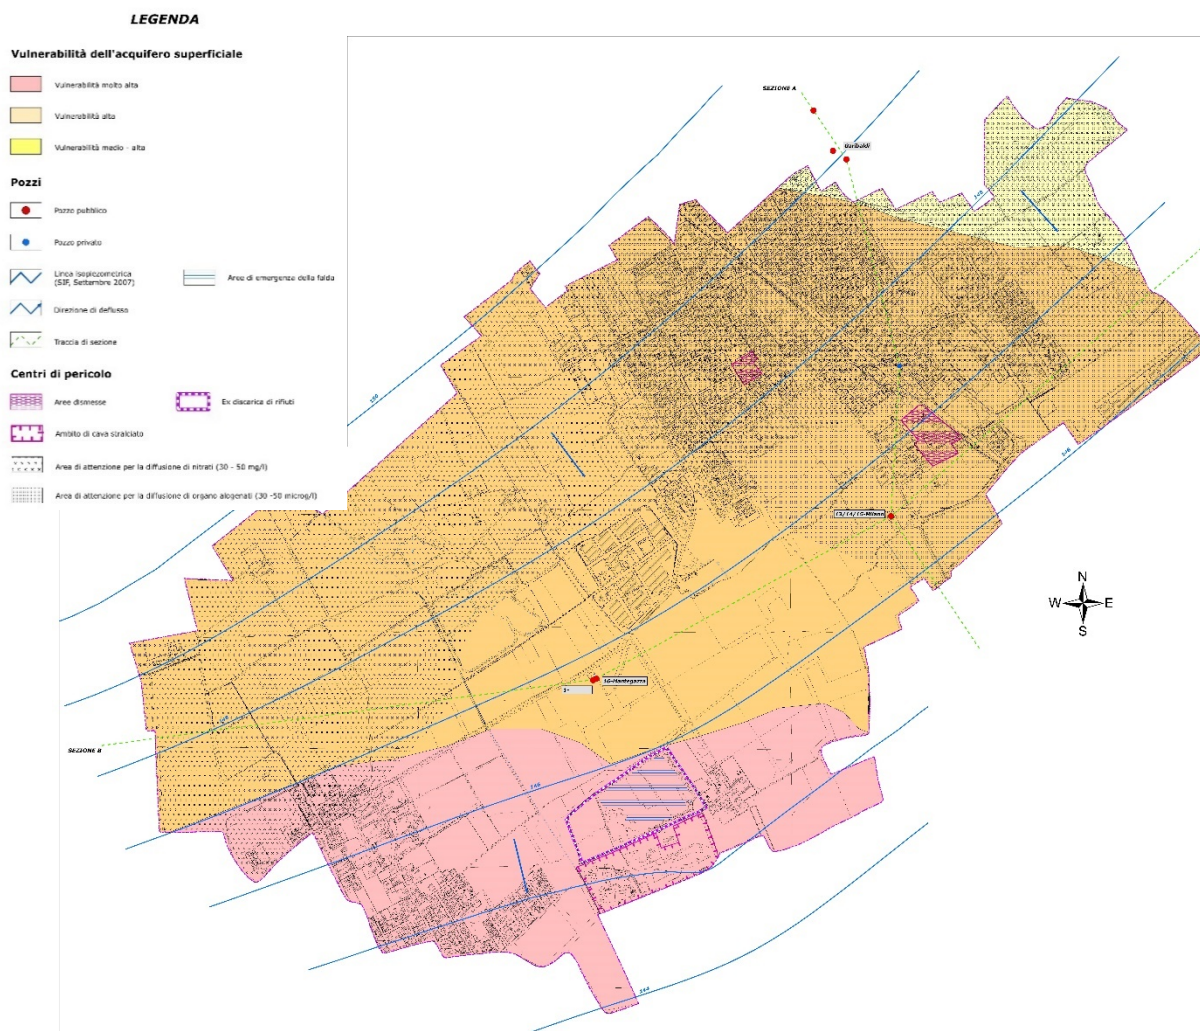 LEGENDA
Vulnerabilità dell'acquifero superficiale
Vulnerabilità molto alta
Vulnerabilità alta
Vulnerabilità medio - alta
Pozzi
Pozzo pubblico
Pozzo privato
Linea isopiezometrica
(SIF, Settembre 2007)
Aree di emergenza della falda
Direzione di deflusso
Traccia di sezione
Centri di pericolo
Aree dismesse
Ex discarica di rifiuti
Ambito di cava stralciato
Area di attenzione per la diffusione di nitrati (30 - 50 mg/l)
Area di attenzione per la diffusione di organo alogenati (30 -50 microg/l)
SEZIONE A
Garibaldi
13/14/15-Milano
N
W E
S
16-Mantegazza
SEZIONE B
146
144